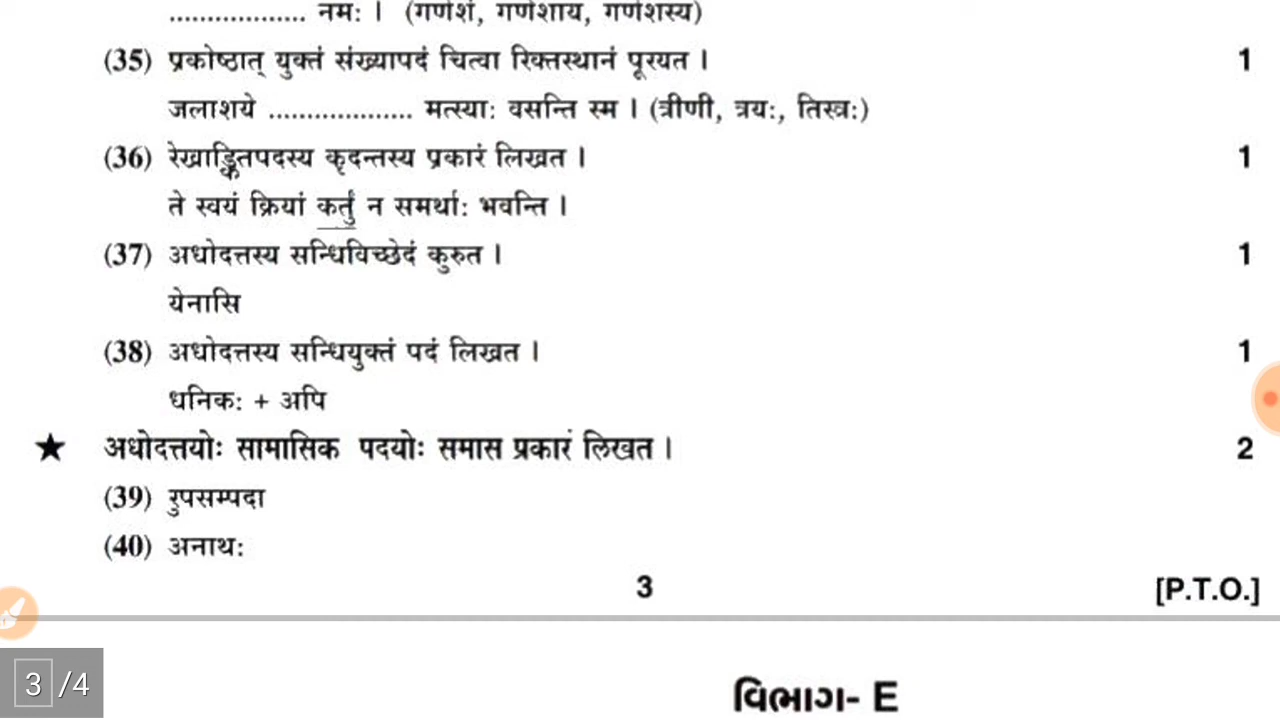 .................. नमः । (गणेशं, गणेशाय, गणेशस्य)
(35) प्रकोष्ठात् युक्तं संख्यापदं चित्वा रिक्तस्थानं पूरयत । 1
जलाशये ................... मत्स्याः वसन्ति स्म । (त्रीणी, त्रयः, तिस्त्रः)
(36) रेखाङ्कितपदस्य कृदन्तस्य प्रकारं लिखत । 1
ते स्वयं क्रियां कर्तुं न समर्थाः भवन्ति ।
(37) अधोदत्तस्य सन्धिविच्छेदं कुरुत । 1
येनासि
(38) अधोदत्तस्य सन्धियुक्तं पदं लिखत । 1
धनिकः + अपि
★ अधोदत्तयोः सामासिक पदयोः समास प्रकारं लिखत । 2
(39) रुपसम्पदा
(40) अनाथः
3 [P.T.O.]
3 /4
વિભાગ- E